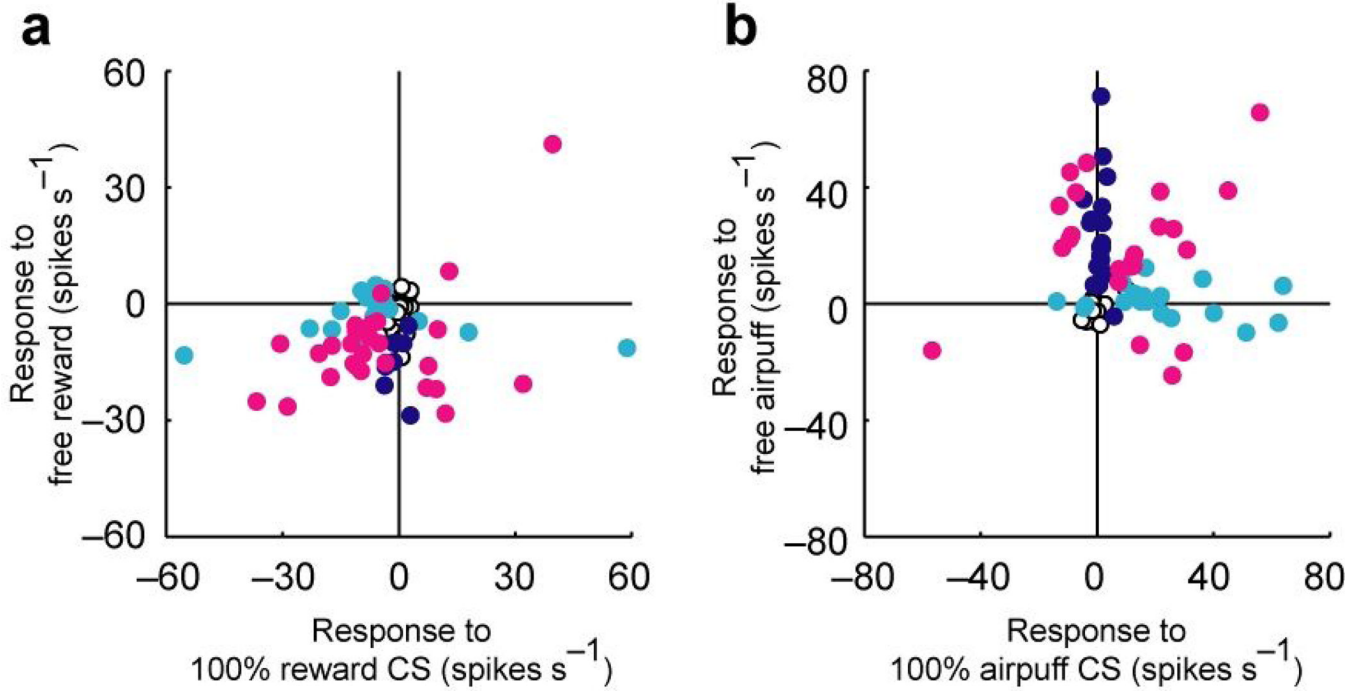 a
60
30
0
–30
–60
–60 –30 0 30 60
Response to
free reward (spikes s–1)
Response to
100% reward CS (spikes s–1)
b
80
40
0
–40
–80
–80 –40 0 40 80
Response to
free airpuff (spikes s–1)
Response to
100% airpuff CS (spikes s–1)